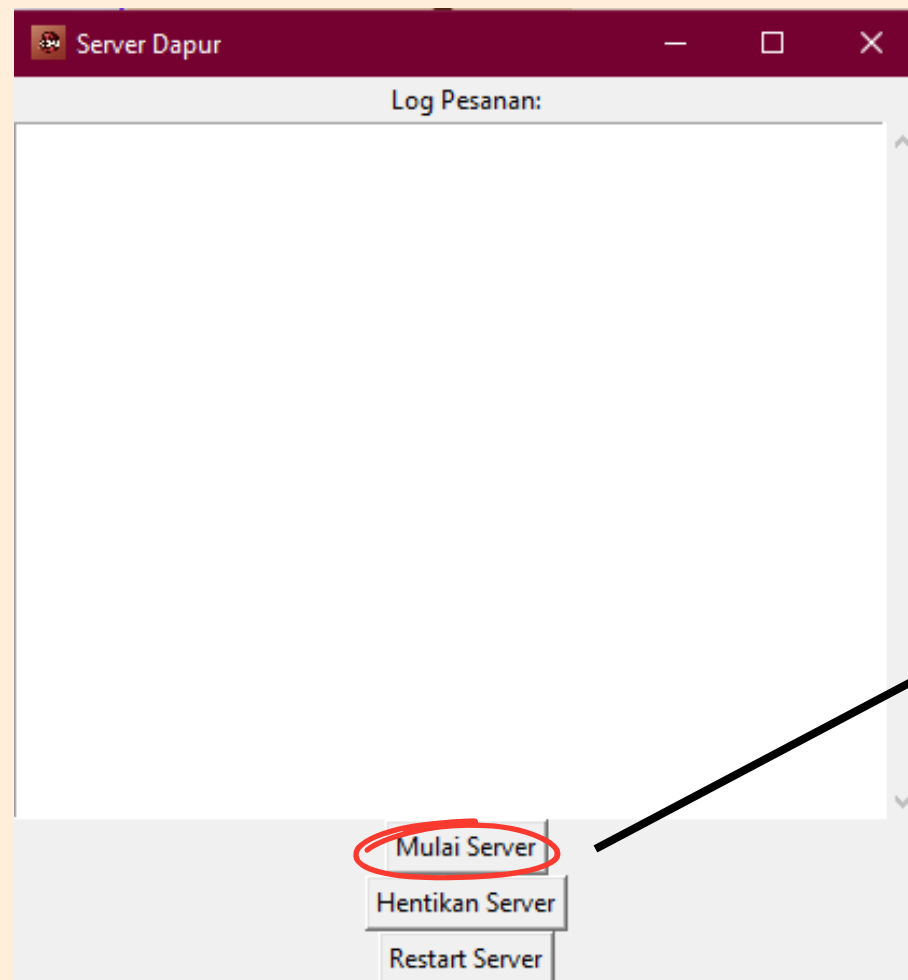 Server Dapur
Log Pesanan:
Mulai Server
Hentikan Server
Restart Server